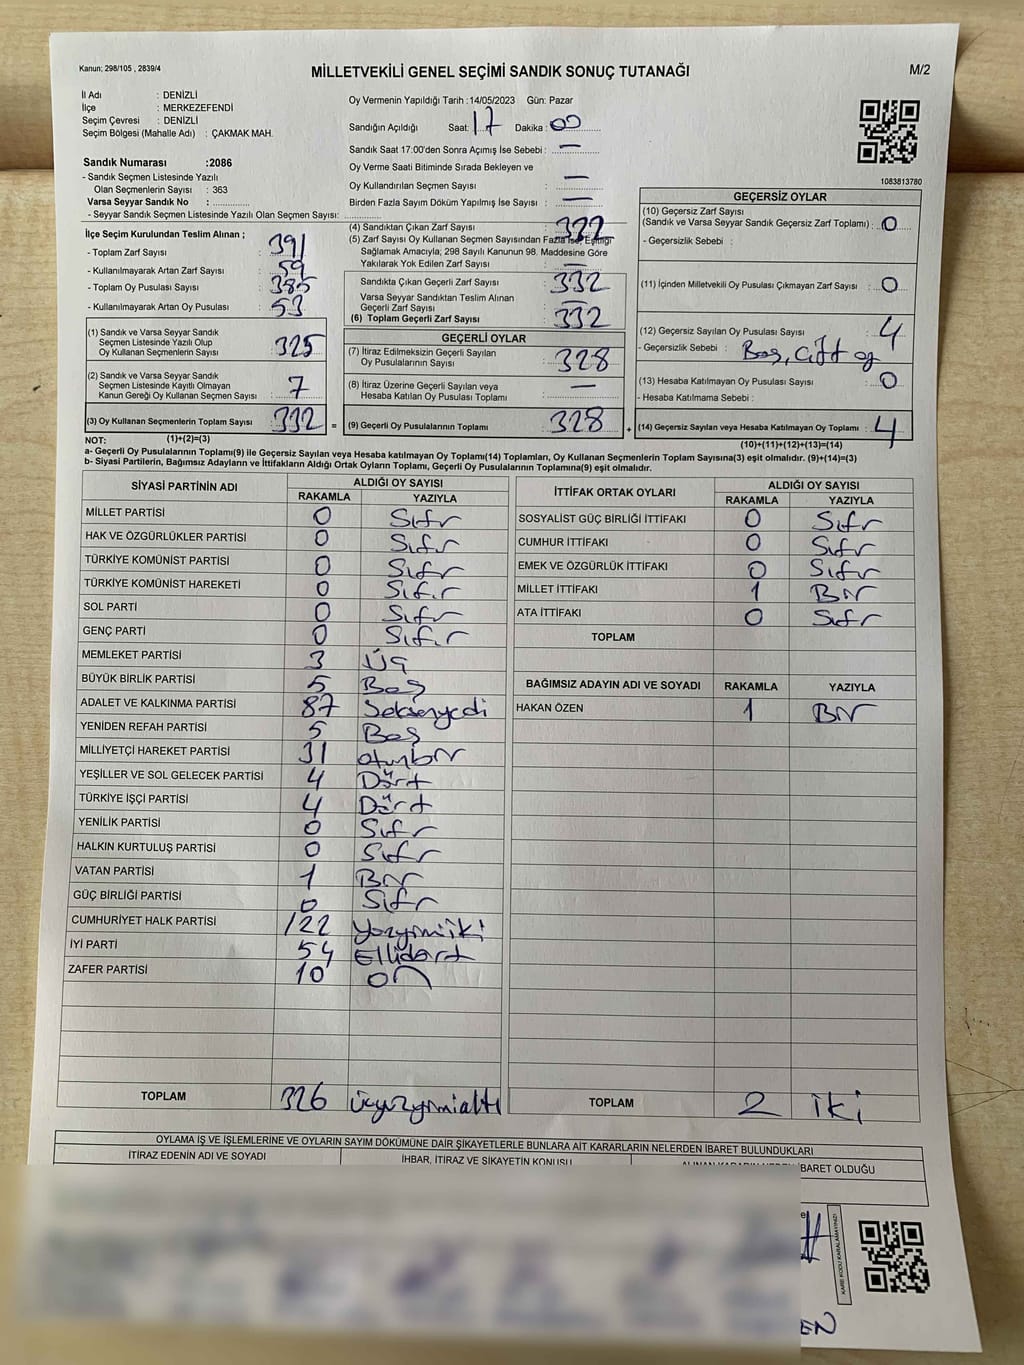 Kanun; 298/105 , 2839/4
MİLLETVEKİLİ GENEL SEÇİMİ SANDIK SONUÇ TUTANAĞI
M/2
İl Adı : DENİZLİ
İlçe : MERKEZEFENDİ
Seçim Çevresi : DENİZLİ
Seçim Bölgesi (Mahalle Adı) : ÇAKMAK MAH.
Sandık Numarası :2086
- Sandık Seçmen Listesinde Yazılı
Olan Seçmenlerin Sayısı : 363
Varsa Seyyar Sandık No :
- Seyyar Sandık Seçmen Listesinde Yazılı Olan Seçmen Sayısı:
Oy Vermenin Yapıldığı Tarih :14/05/2023 Gün: Pazar
Sandığın Açıldığı Saat: 17 Dakika : 00
Sandık Saat 17:00'den Sonra Açımış İse Sebebi : —
Oy Verme Saati Bitiminde Sırada Bekleyen ve
Oy Kullandırılan Seçmen Sayısı : —
Birden Fazla Sayım Döküm Yapılmış İse Sayısı : —
1083813780
İlçe Seçim Kurulundan Teslim Alınan ;
- Toplam Zarf Sayısı : 391
- Kullanılmayarak Artan Zarf Sayısı : 59
- Toplam Oy Pusulası Sayısı : 385
- Kullanılmayarak Artan Oy Pusulası : 53
(1) Sandık ve Varsa Seyyar Sandık
Seçmen Listesinde Yazılı Olup
Oy Kullanan Seçmenlerin Sayısı : 325
(2) Sandık ve Varsa Seyyar Sandık
Seçmen Listesinde Kayıtlı Olmayan
Kanun Gereği Oy Kullanan Seçmen Sayısı : 7
(3) Oy Kullanan Seçmenlerin Toplam Sayısı : 332
(1)+(2)=(3)
(4) Sandıktan Çıkan Zarf Sayısı : 332
(5) Zarf Sayısı Oy Kullanan Seçmen Sayısından Fazla İse, Eşitliği
Sağlamak Amacıyla; 298 Sayılı Kanunun 98. Maddesine Göre
Yakılarak Yok Edilen Zarf Sayısı : —
Sandıkta Çıkan Geçerli Zarf Sayısı : 332
Varsa Seyyar Sandıktan Teslim Alınan
Geçerli Zarf Sayısı : —
(6) Toplam Geçerli Zarf Sayısı : 332
GEÇERLİ OYLAR
(7) İtiraz Edilmeksizin Geçerli Sayılan
Oy Pusulalarının Sayısı : 328
(8) İtiraz Üzerine Geçerli Sayılan veya
Hesaba Katılan Oy Pusulası Toplamı : —
= (9) Geçerli Oy Pusulalarının Toplamı : 328
GEÇERSİZ OYLAR
(10) Geçersiz Zarf Sayısı
(Sandık ve Varsa Seyyar Sandık Geçersiz Zarf Toplamı) : 0
- Geçersizlik Sebebi :
(11) İçinden Milletvekili Oy Pusulası Çıkmayan Zarf Sayısı : 0
(12) Geçersiz Sayılan Oy Pusulası Sayısı : 4
- Geçersizlik Sebebi : Boş, Çift oy
(13) Hesaba Katılmayan Oy Pusulası Sayısı : 0
- Hesaba Katılmama Sebebi :
+ (14) Geçersiz Sayılan veya Hesaba Katılmayan Oy Toplamı : 4
(10)+(11)+(12)+(13)=(14)
NOT:
a- Geçerli Oy Pusulalarının Toplamı(9) ile Geçersiz Sayılan veya Hesaba katılmayan Oy Toplamı(14) Toplamları, Oy Kullanan Seçmenlerin Toplam Sayısına(3) eşit olmalıdır. (9)+(14)=(3)
b- Siyasi Partilerin, Bağımsız Adayların ve İttifakların Aldığı Ortak Oyların Toplamı, Geçerli Oy Pusulalarının Toplamına(9) eşit olmalıdır.
SİYASİ PARTİNİN ADI ALDIĞI OY SAYISI
RAKAMLA YAZIYLA
MİLLET PARTİSİ 0 Sıfır
HAK VE ÖZGÜRLÜKLER PARTİSİ 0 Sıfır
TÜRKİYE KOMÜNİST PARTİSİ 0 Sıfır
TÜRKİYE KOMÜNİST HAREKETİ 0 Sıfır
SOL PARTİ 0 Sıfır
GENÇ PARTİ 0 Sıfır
MEMLEKET PARTİSİ 3 Üç
BÜYÜK BİRLİK PARTİSİ 5 Beş
ADALET VE KALKINMA PARTİSİ 87 Seksenyedi
YENİDEN REFAH PARTİSİ 5 Beş
MİLLİYETÇİ HAREKET PARTİSİ 31 otuzbir
YEŞİLLER VE SOL GELECEK PARTİSİ 4 Dört
TÜRKİYE İŞÇİ PARTİSİ 4 Dört
YENİLİK PARTİSİ 0 Sıfır
HALKIN KURTULUŞ PARTİSİ 0 Sıfır
VATAN PARTİSİ 1 Bir
GÜÇ BİRLİĞİ PARTİSİ 0 Sıfır
CUMHURİYET HALK PARTİSİ 122 Yüzyirmiiki
İYİ PARTİ 54 Ellidört
ZAFER PARTİSİ 10 on
TOPLAM 326 üçyüzyirmialtı
İTTİFAK ORTAK OYLARI ALDIĞI OY SAYISI
RAKAMLA YAZIYLA
SOSYALİST GÜÇ BİRLİĞİ İTTİFAKI 0 Sıfır
CUMHUR İTTİFAKI 0 Sıfır
EMEK VE ÖZGÜRLÜK İTTİFAKI 0 Sıfır
MİLLET İTTİFAKI 1 Bir
ATA İTTİFAKI 0 Sıfır
TOPLAM
BAĞIMSIZ ADAYIN ADI VE SOYADI RAKAMLA YAZIYLA
HAKAN ÖZEN 1 Bir
TOPLAM 2 iki
OYLAMA İŞ VE İŞLEMLERİNE VE OYLARIN SAYIM DÖKÜMÜNE DAİR ŞİKAYETLERLE BUNLARA AİT KARARLARIN NELERDEN İBARET BULUNDUKLARI
İTİRAZ EDENİN ADI VE SOYADI İHBAR, İTİRAZ VE ŞİKAYETİN KONUSU ALINAN KARARIN NEDEN İBARET OLDUĞU
KARE KODU KARALAMAYINIZ!